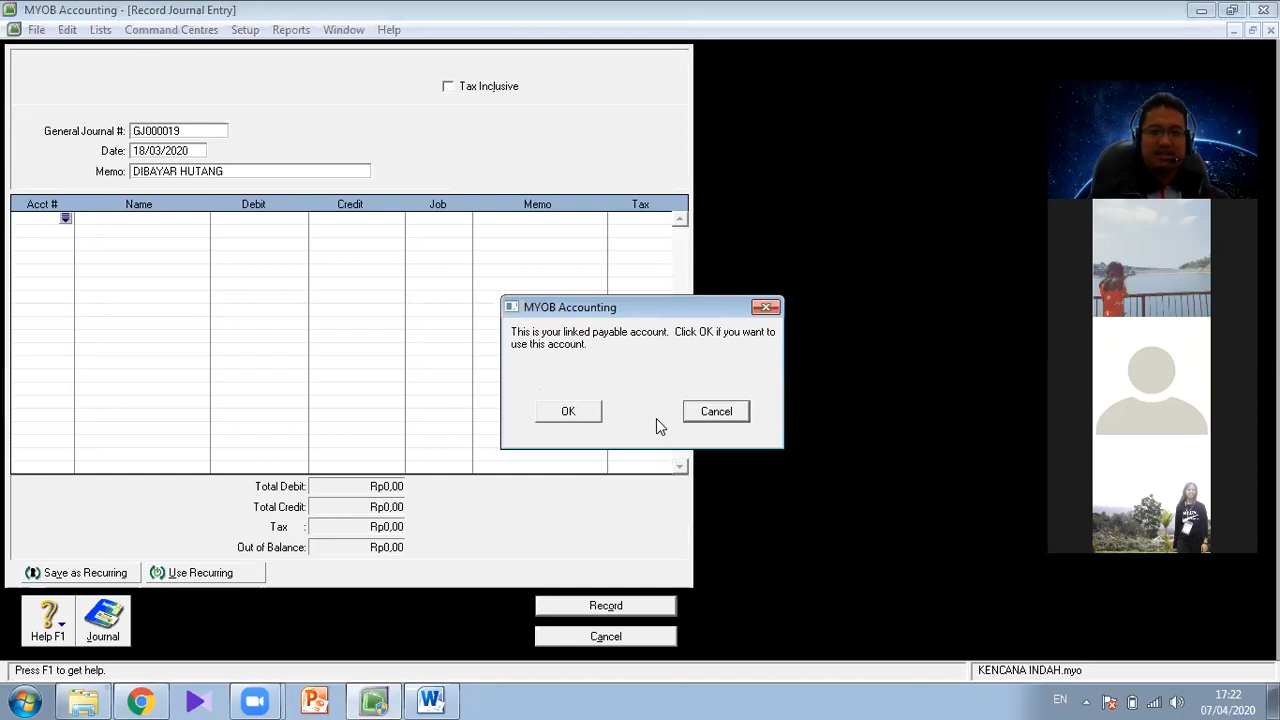 MYOB Accounting - [Record Journal Entry]
File Edit Lists Command Centres Setup Reports Window Help
Tax Inclusive
General Journal #: GJ000019
Date: 18/03/2020
Memo: DIBAYAR HUTANG
Acct # Name Debit Credit Job Memo Tax
MYOB Accounting
This is your linked payable account. Click OK if you want to
use this account.
OK Cancel
Total Debit: Rp0,00
Total Credit: Rp0,00
Tax : Rp0,00
Out of Balance: Rp0,00
Save as Recurring Use Recurring
Record
Help F1 Journal
Cancel
Press F1 to get help. KENCANA INDAH.myo
EN 17:22
07/04/2020